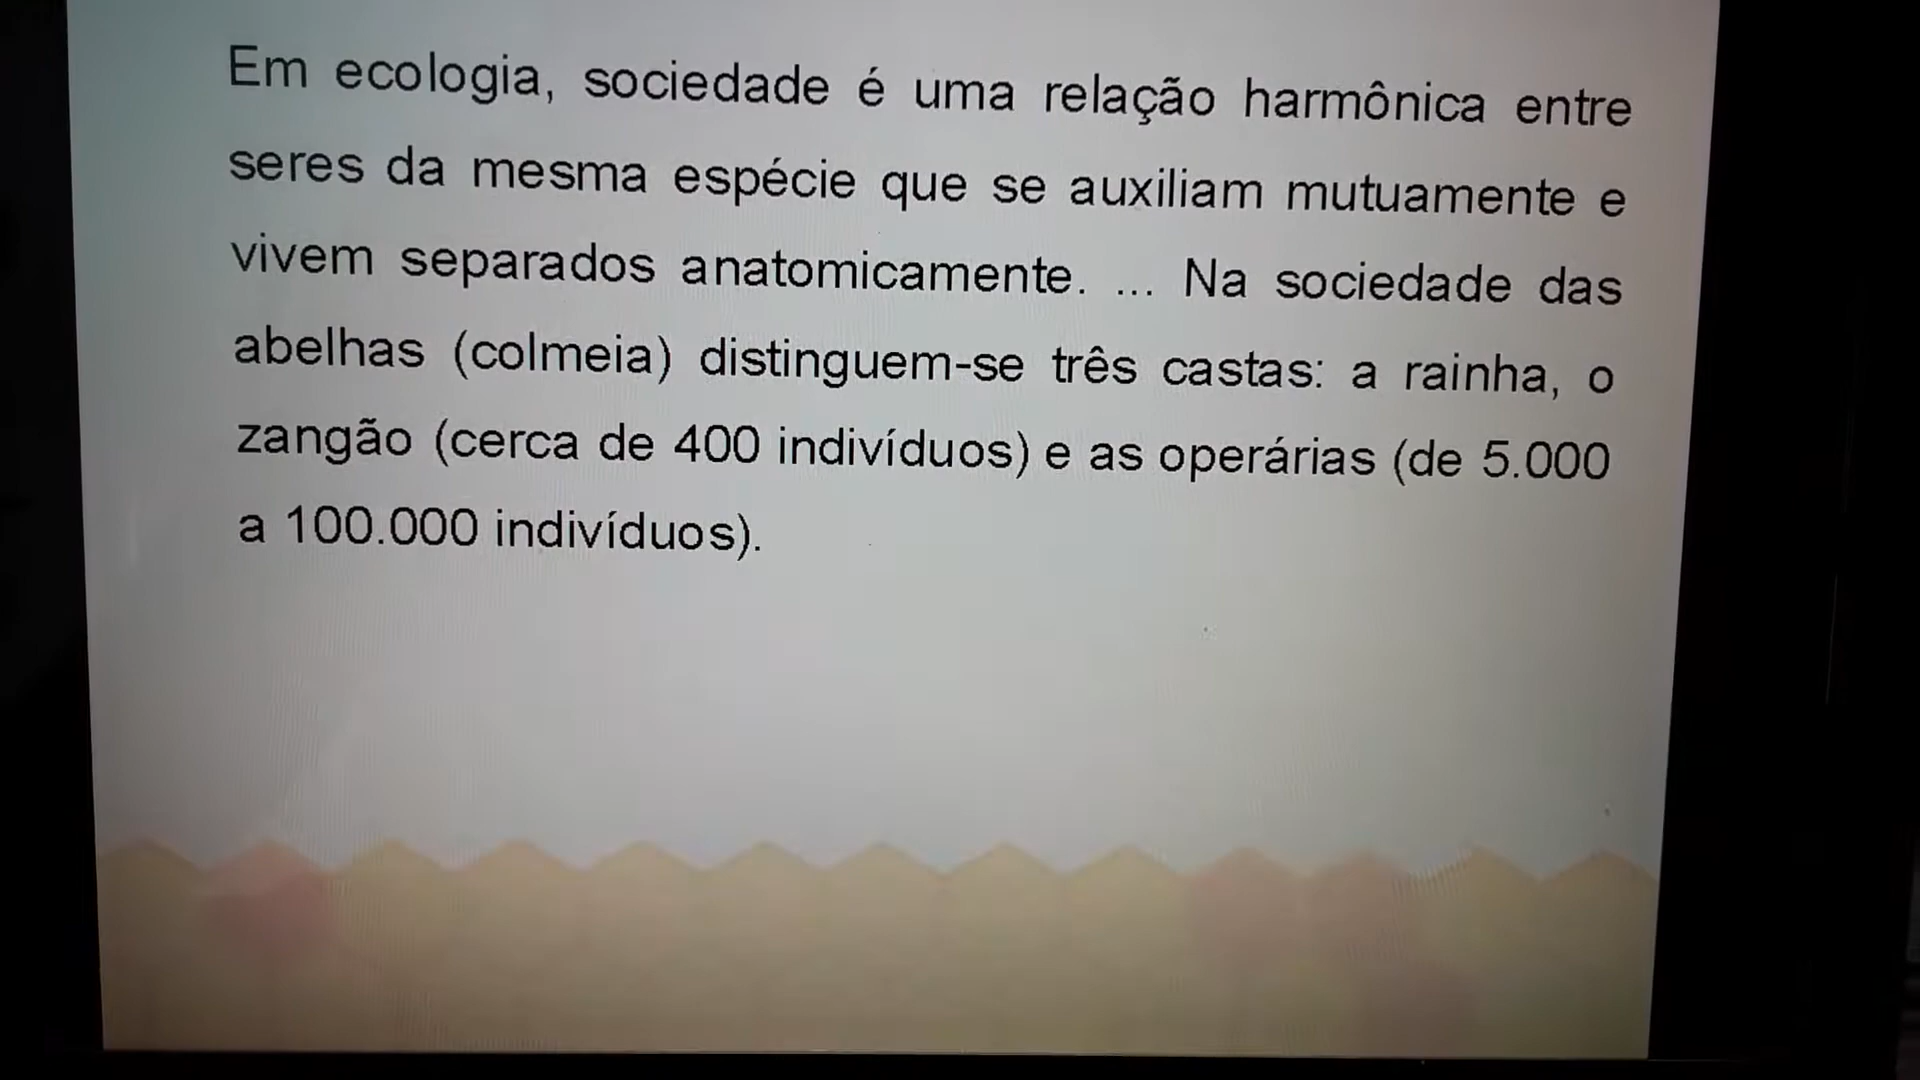 Em ecologia, sociedade é uma relação harmônica entre
seres da mesma espécie que se auxiliam mutuamente e
vivem separados anatomicamente. ... Na sociedade das
abelhas (colmeia) distinguem-se três castas: a rainha, o
zangão (cerca de 400 indivíduos) e as operárias (de 5.000
a 100.000 indivíduos).